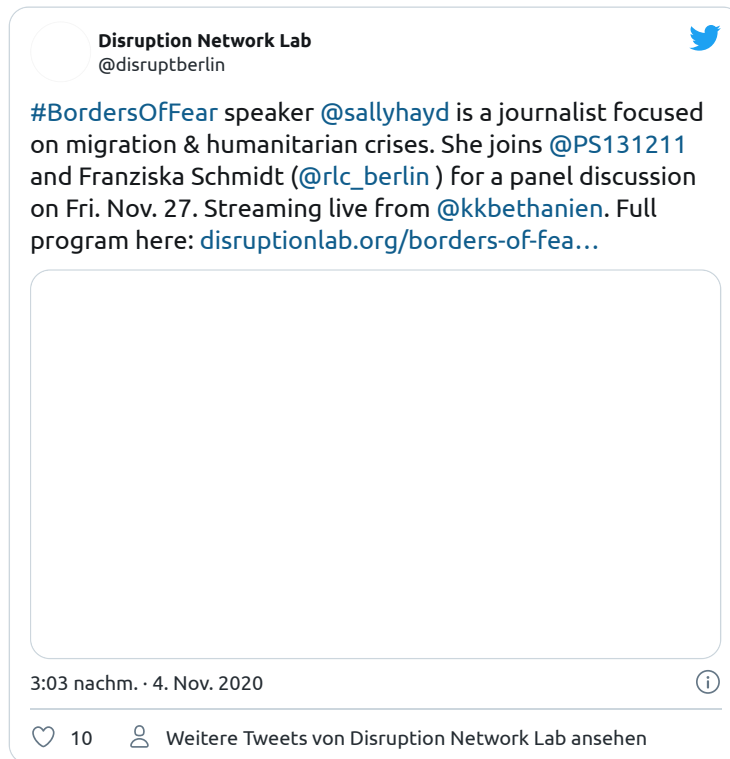 Disruption Network Lab
@disruptberlin
#BordersOfFear speaker @sallyhayd is a journalist focused
on migration & humanitarian crises. She joins @PS131211
and Franziska Schmidt (@rlc_berlin ) for a panel discussion
on Fri. Nov. 27. Streaming live from @kkbethanien. Full
program here: disruptionlab.org/borders-of-fea…
3:03 nachm. · 4. Nov. 2020
10 Weitere Tweets von Disruption Network Lab ansehen